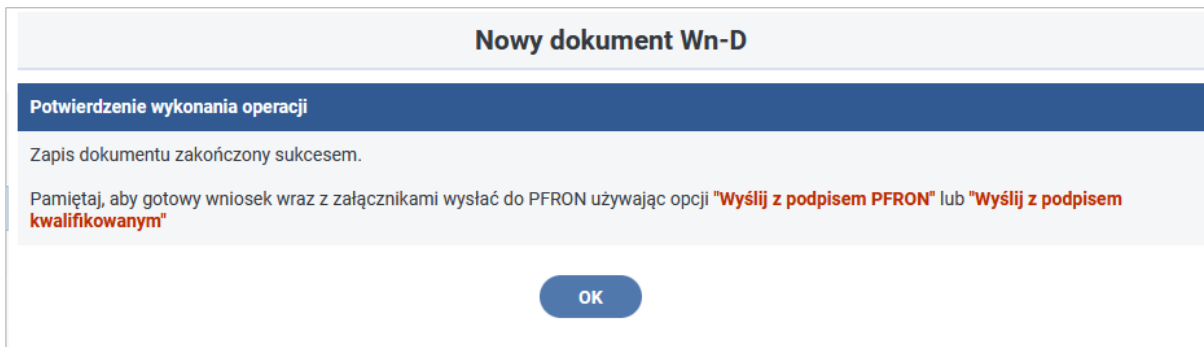 Nowy dokument Wn-D
Potwierdzenie wykonania operacji
Zapis dokumentu zakończony sukcesem.
Pamiętaj, aby gotowy wniosek wraz z załącznikami wysłać do PFRON używając opcji "Wyślij z podpisem PFRON" lub "Wyślij z podpisem
kwalifikowanym"
OK